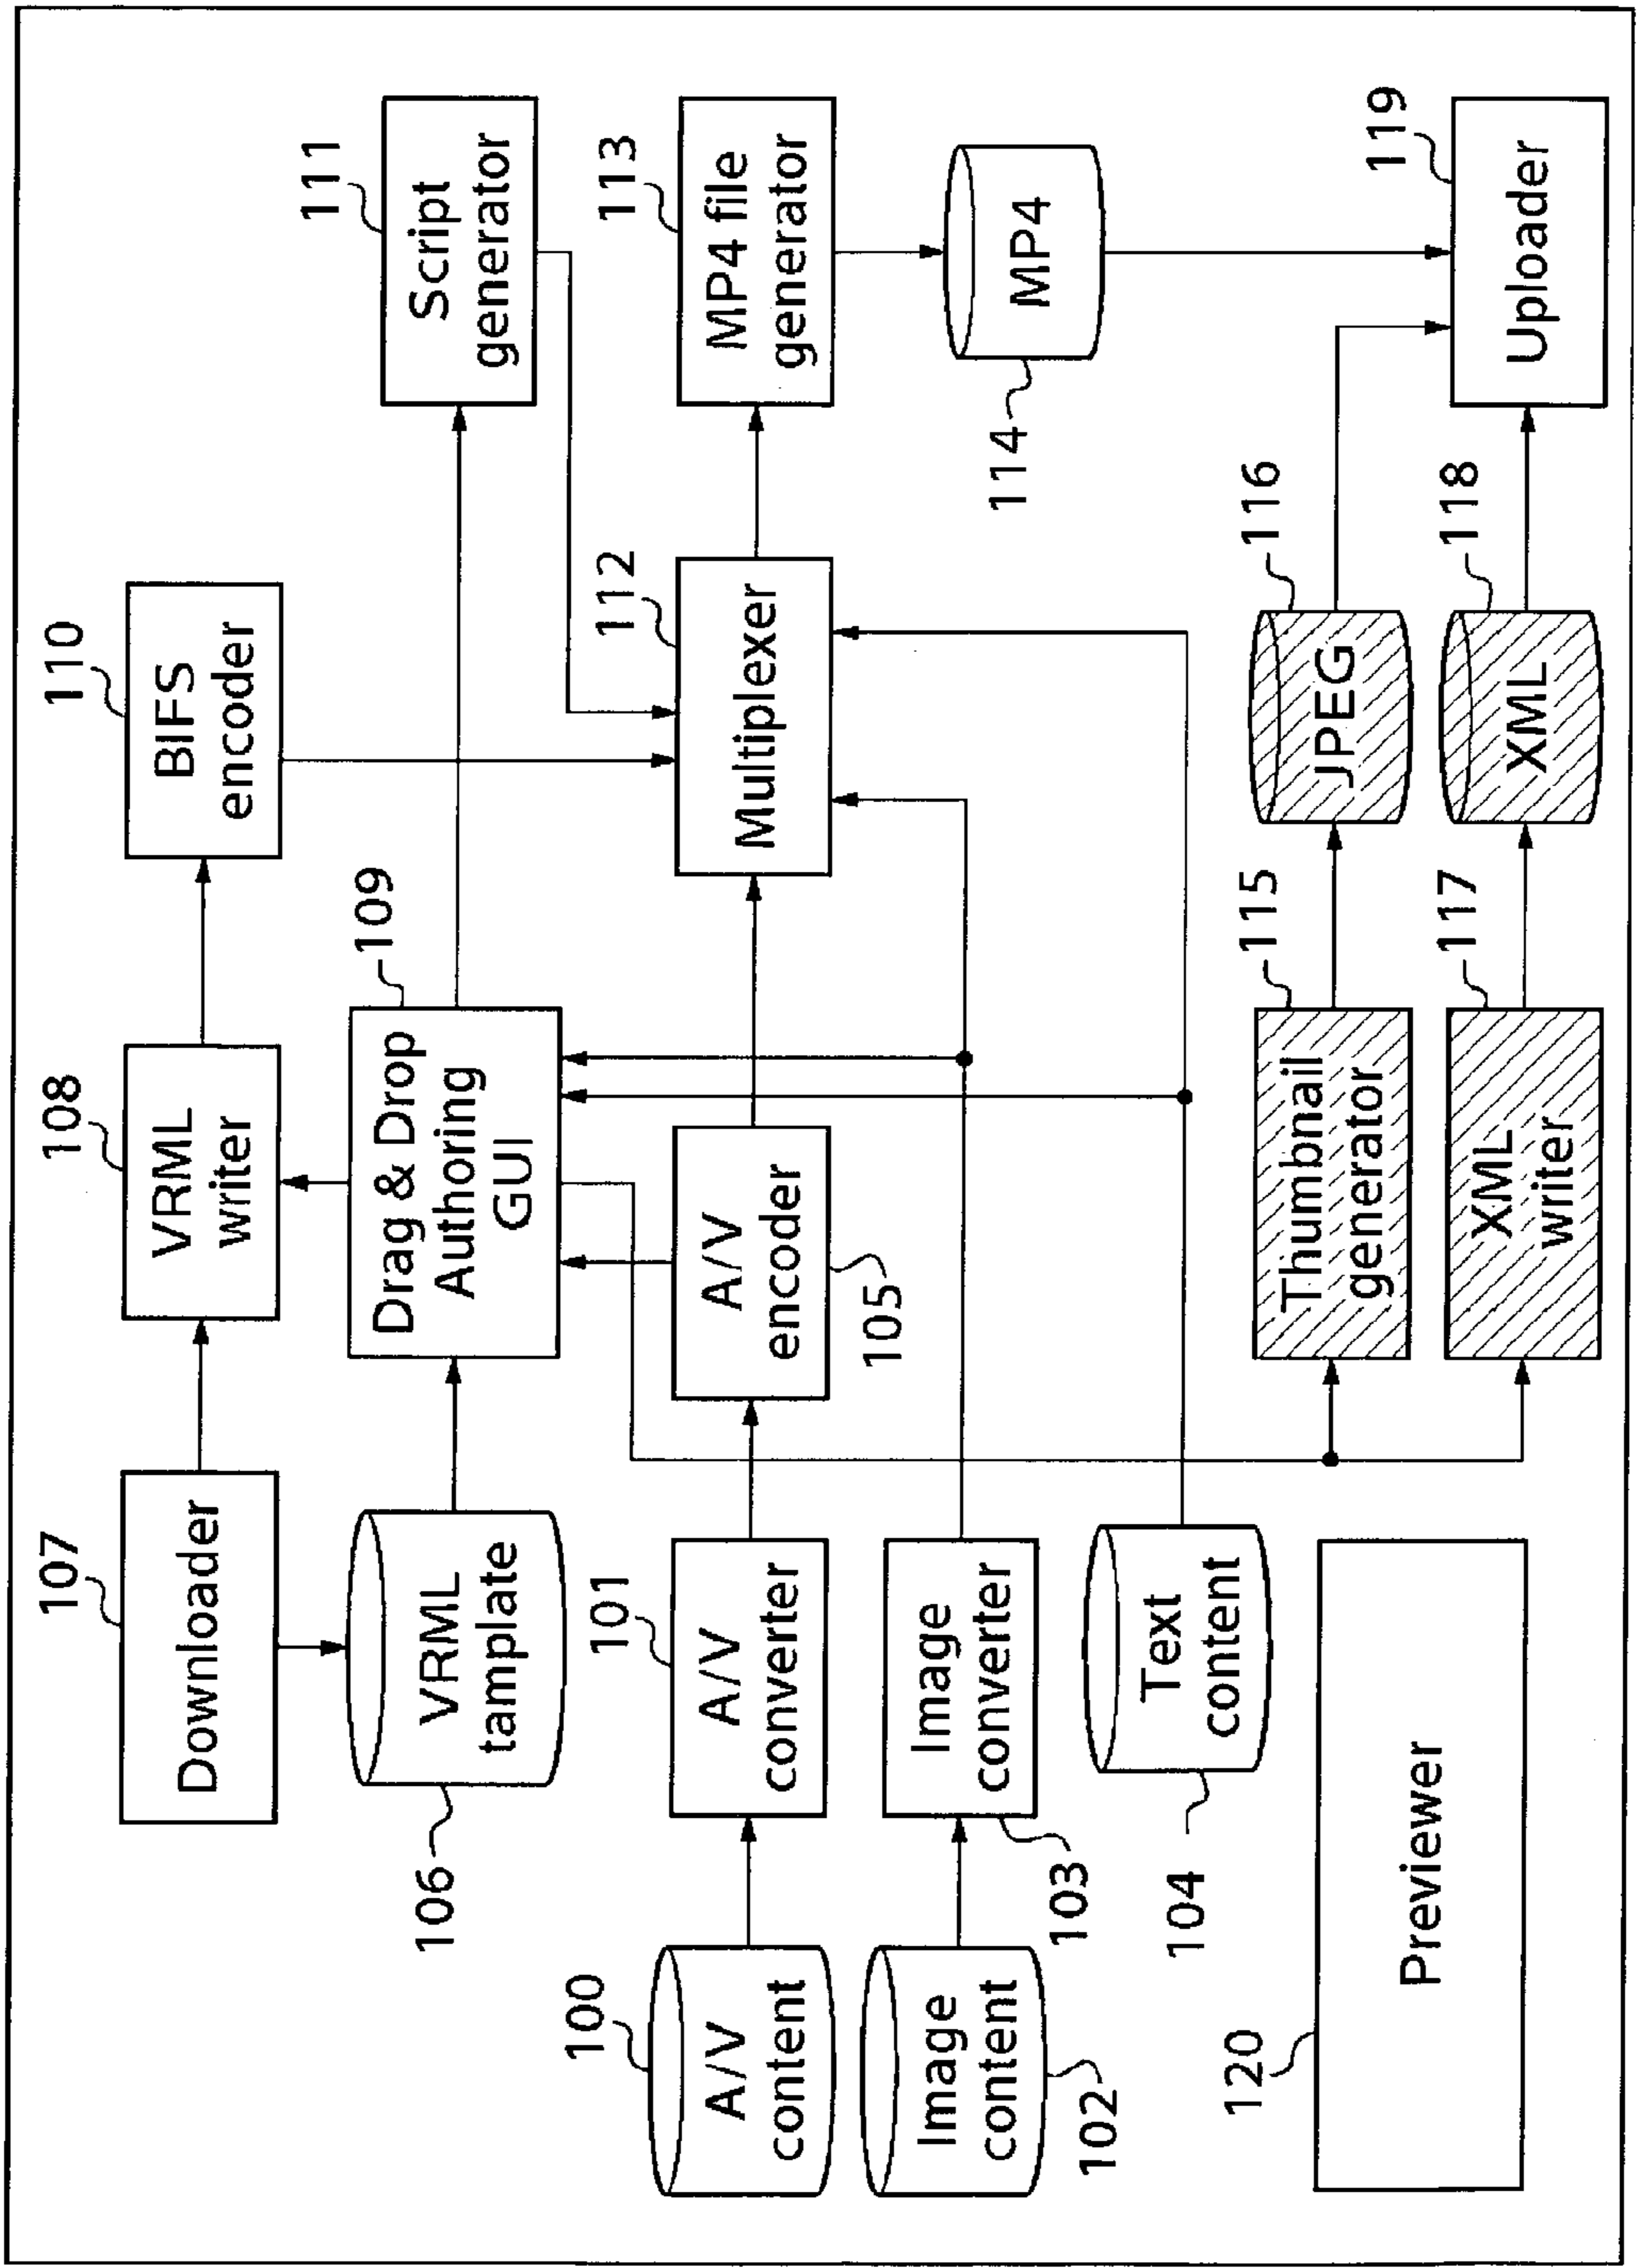 107
Downloader
108
VRML
writer
110
BIFS
encoder
106
VRML
tamplate
109
Drag & Drop
Authoring
GUI
111
Script
generator
100
A/V
content
101
A/V
converter
A/V
encoder
105
112
Multiplexer
113
MP4 file
generator
Image
content
102
Image
converter
103
114
MP4
Text
content
104
115
Thumbnail
generator
116
JPEG
119
Uploader
120
Previewer
117
XML
writer
118
XML